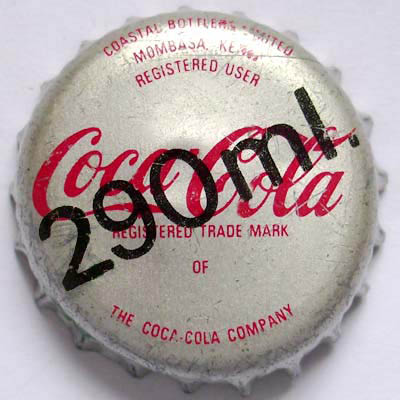 COASTAL BOTTLERS LIMITED
MOMBASA, KENYA
REGISTERED USER
Coca-Cola
290ml.
REGISTERED TRADE MARK
OF
THE COCA-COLA COMPANY